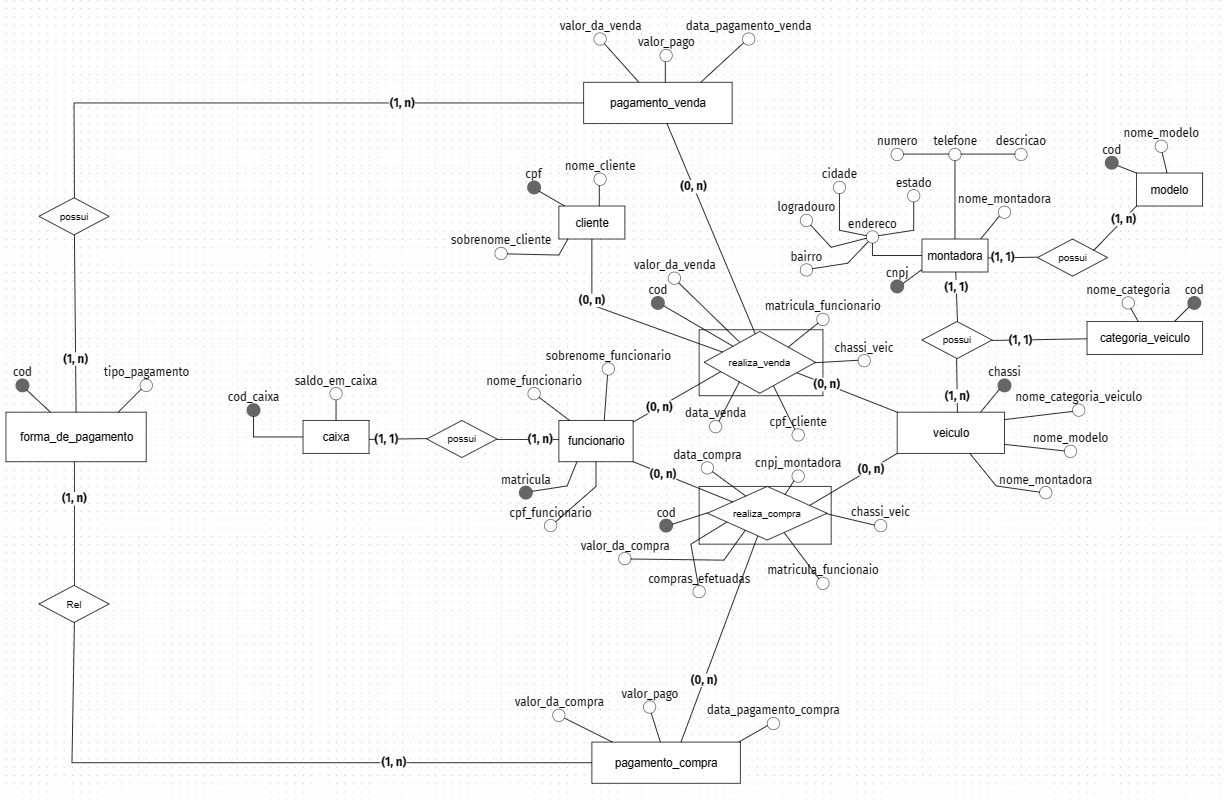 valor_da_venda
valor_pago
data_pagamento_venda
pagamento_venda
(1, n)
(0, n)
possui
(1, n)
cod
tipo_pagamento
forma_de_pagamento
(1, n)
Rel
(1, n)
cpf
nome_cliente
cliente
sobrenome_cliente
(0, n)
numero
telefone
descricao
cidade
estado
logradouro
endereco
bairro
nome_montadora
montadora
cnpj
(1, 1)
possui
(1, n)
cod
nome_modelo
modelo
(1, 1)
possui
(1, 1)
nome_categoria
cod
categoria_veiculo
(1, n)
valor_da_venda
cod
matricula_funcionario
realiza_venda
chassi_veic
(0, n)
data_venda
cpf_cliente
(0, n)
sobrenome_funcionario
nome_funcionario
saldo_em_caixa
cod_caixa
caixa
(1, 1)
possui
(1, n)
funcionario
matricula
cpf_funcionario
(0, n)
chassi
nome_categoria_veiculo
veiculo
nome_modelo
nome_montadora
(0, n)
data_compra
cnpj_montadora
cod
realiza_compra
chassi_veic
valor_da_compra
compras_efetuadas
matricula_funcionaio
(0, n)
valor_da_compra
valor_pago
data_pagamento_compra
pagamento_compra